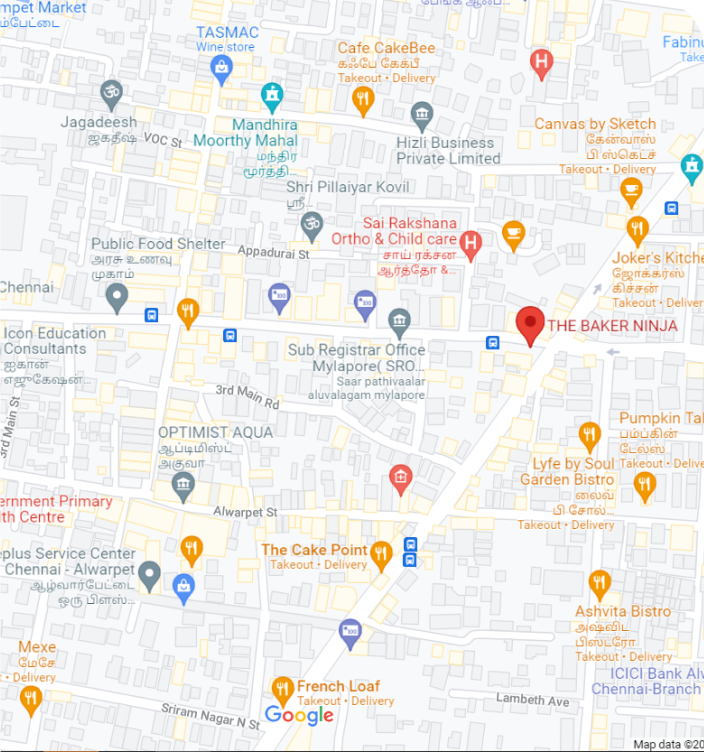 mpet Market
ம்பேட்டை
TASMAC
Wine store
Cafe CakeBee
கஃபே கேக்பீ
Takeout • Delivery
Fabinu
Take
Jagadeesh
ஜகதீஷ்
VOC St
Mandhira
Moorthy Mahal
மந்திர
மூர்த்தி...
Hizli Business
Private Limited
Canvas by Sketch
கேன்வாஸ்
பி ஸ்கெட்ச்
Takeout • Delivery
Shri Pillaiyar Kovil
ஸ்ரீ...
Sai Rakshana
Ortho & Child care
சாய் ரக்சன
ஆர்த்தோ &...
Public Food Shelter
அரசு உணவு
முகாம்
Appadurai St
Joker's Kitche
ஜோக்கர்ஸ்
கிச்சன்
Takeout • Deliver
Chennai
THE BAKER NINJA
Icon Education
Consultants
ஐகான்
எஜுகேஷன்...
Sub Registrar Office
Mylapore( SRO...
Saar pathivaalar
aluvalagam mylapore
3rd Main Rd
3rd Main St
OPTIMIST AQUA
ஆப்டிமிஸ்ட்
அகுவா
Pumpkin Tal
பம்ப்கின்
டேல்ஸ்
Takeout • Delive
Lyfe by Soul
Garden Bistro
லைவ்
பி சோல்...
Takeout • Delivery
ernment Primary
lth Centre
Alwarpet St
The Cake Point
Takeout • Delivery
eplus Service Center
Chennai - Alwarpet
ஆழ்வார்பேட்டை
ஒரு பிளஸ்...
Ashvita Bistro
அஷ்விட
பிஸ்ட்ரோ
Takeout • Delivery
Mexe
மேசே
• Delivery
French Loaf
Takeout • Delivery
ICICI Bank Alw
Chennai-Branch
Lambeth Ave
Sriram Nagar N St
Google
Map data ©20